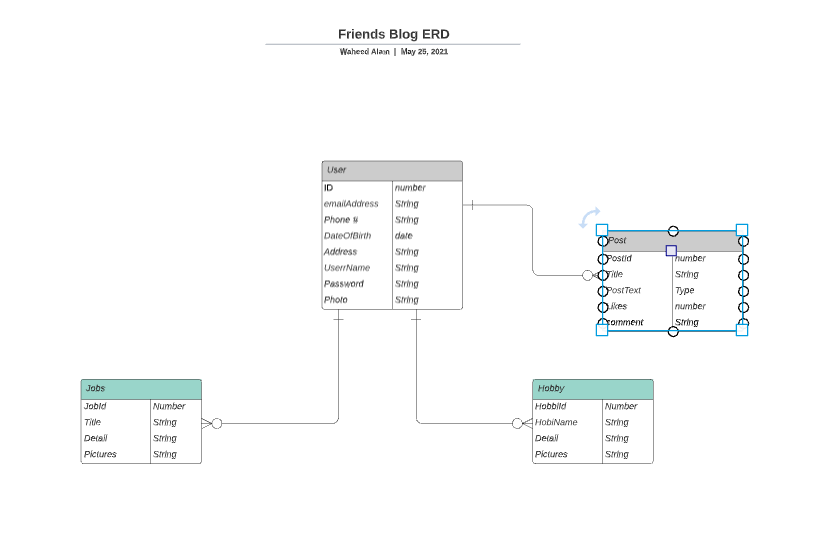 Friends Blog ERD
Waheed Alam | May 25, 2021
User
ID number
emailAddress String
Phone # String
DateOfBirth date
Address String
UserrName String
Password String
Photo String
Post
PostId number
Title String
PostText Type
Likes number
comment String
Jobs
JobId Number
Title String
Detail String
Pictures String
Hobby
HobbiId Number
HobiName String
Detail String
Pictures String